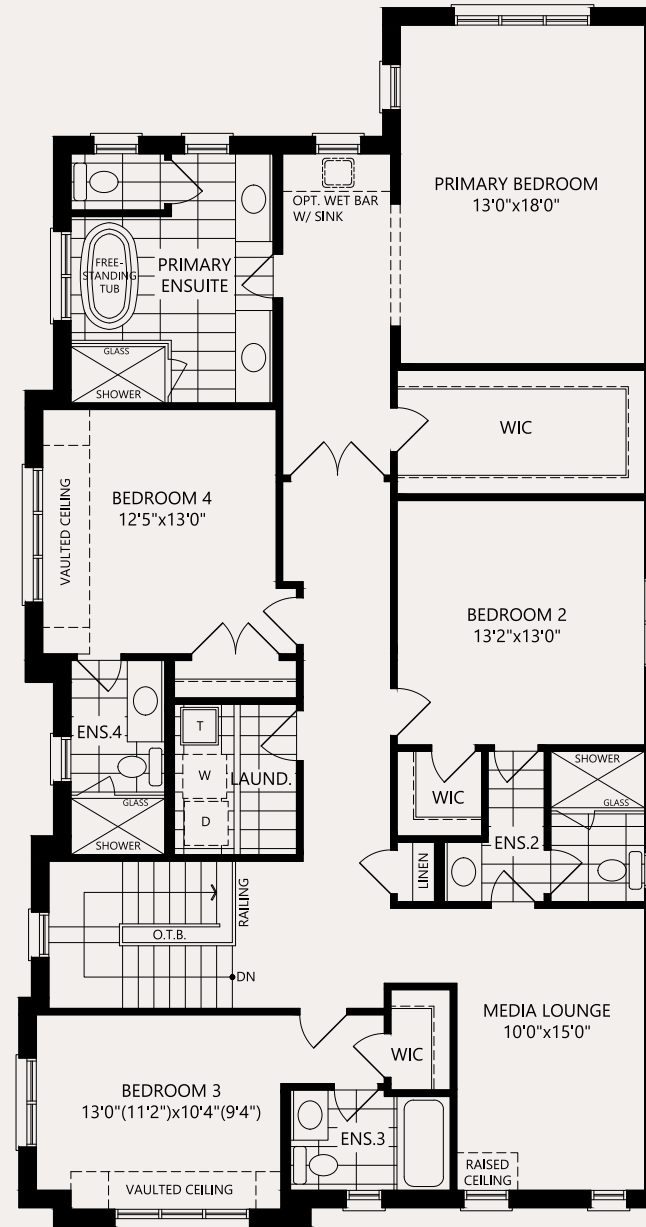 PRIMARY BEDROOM
13'0"x18'0"
OPT. WET BAR
W/ SINK
FREE-
STANDING
TUB
PRIMARY
ENSUITE
GLASS
SHOWER
WIC
VAULTED CEILING
BEDROOM 4
12'5"x13'0"
BEDROOM 2
13'2"x13'0"
ENS.4
T
W
LAUND.
D
GLASS
SHOWER
WIC
SHOWER
GLASS
ENS.2
LINEN
RAILING
O.T.B.
DN
MEDIA LOUNGE
10'0"x15'0"
WIC
BEDROOM 3
13'0"(11'2")x10'4"(9'4")
ENS.3
VAULTED CEILING
RAISED
CEILING